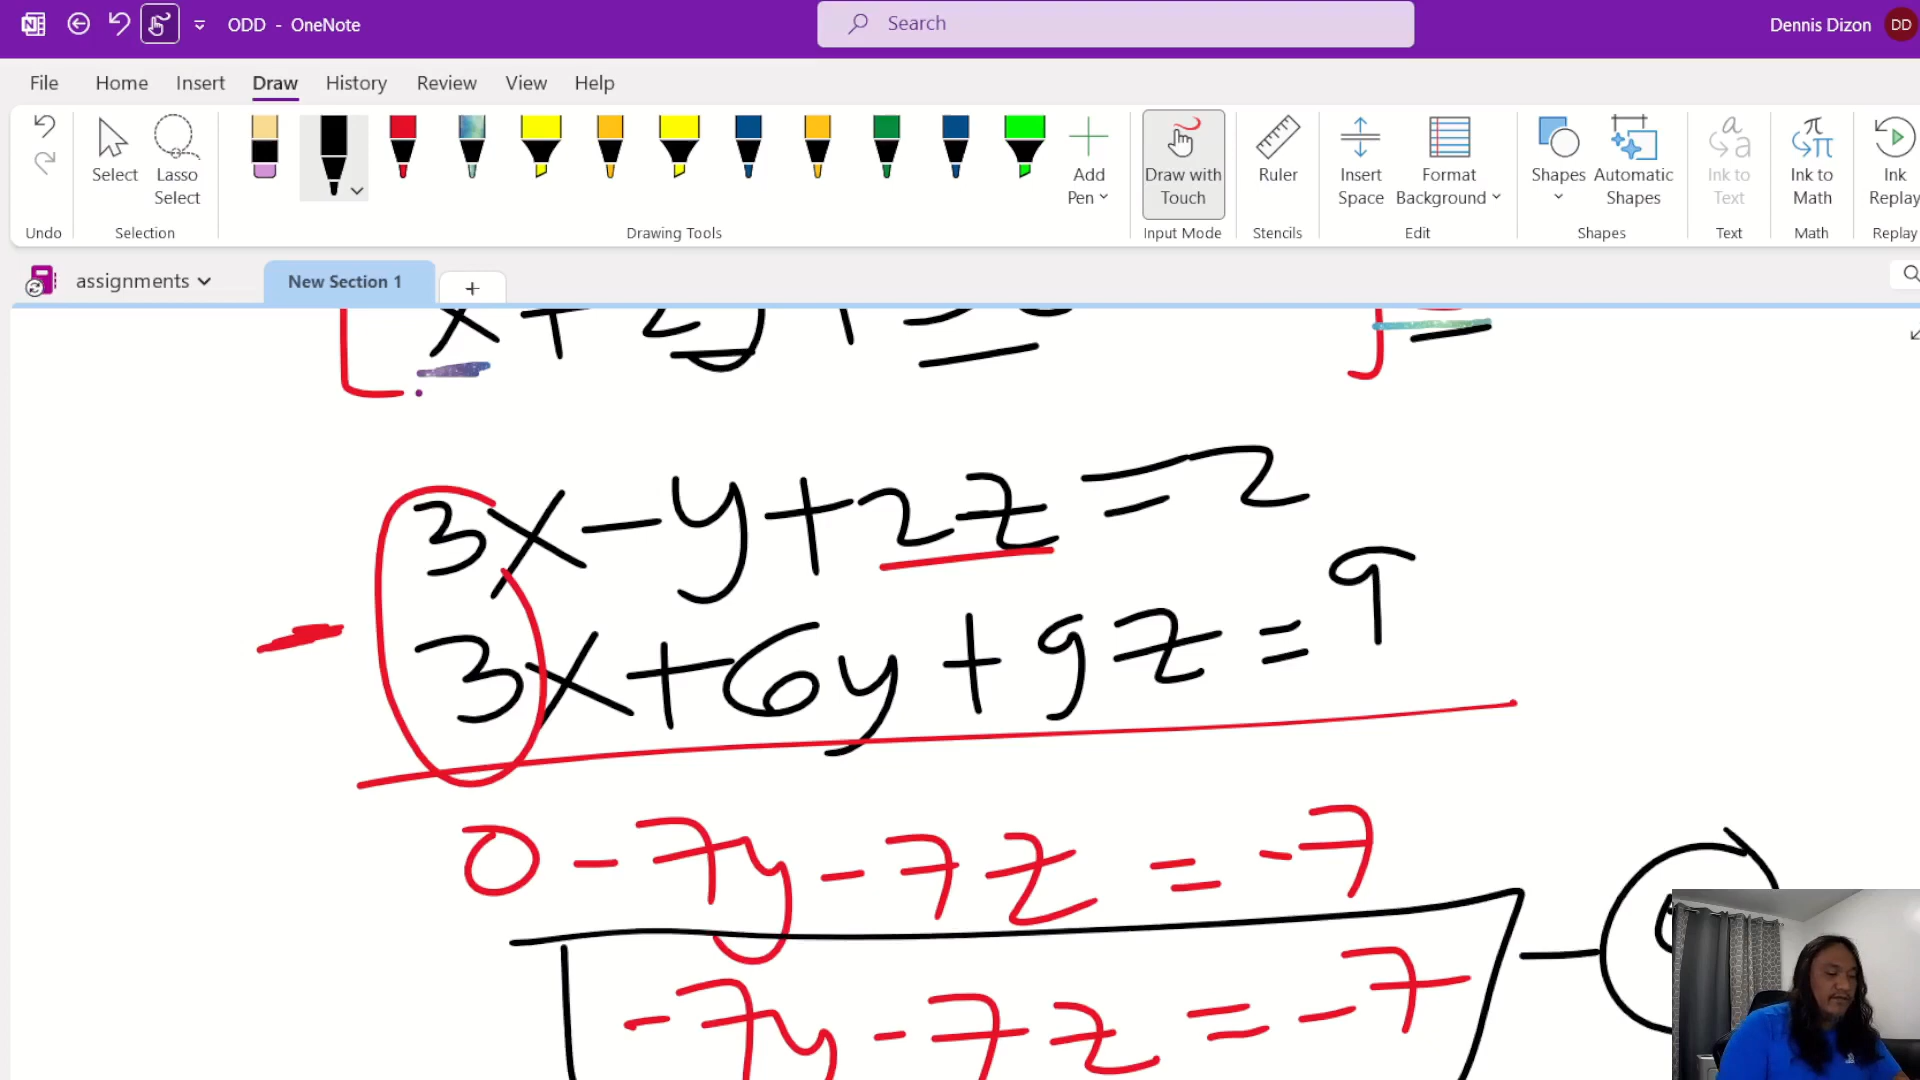 ODD - OneNote
Search
Dennis Dizon DD
File Home Insert Draw History Review View Help
Select Lasso Select Add Pen Draw with Touch Ruler Insert Space Format Background Shapes Automatic Shapes Ink to Text Ink to Math Ink Replay
Undo Selection Drawing Tools Input Mode Stencils Edit Shapes Text Math Replay
assignments New Section 1 +
3x-y+2z=2
- 3x+6y+9z=9
0-7y-7z=-7
-7y-7z=-7